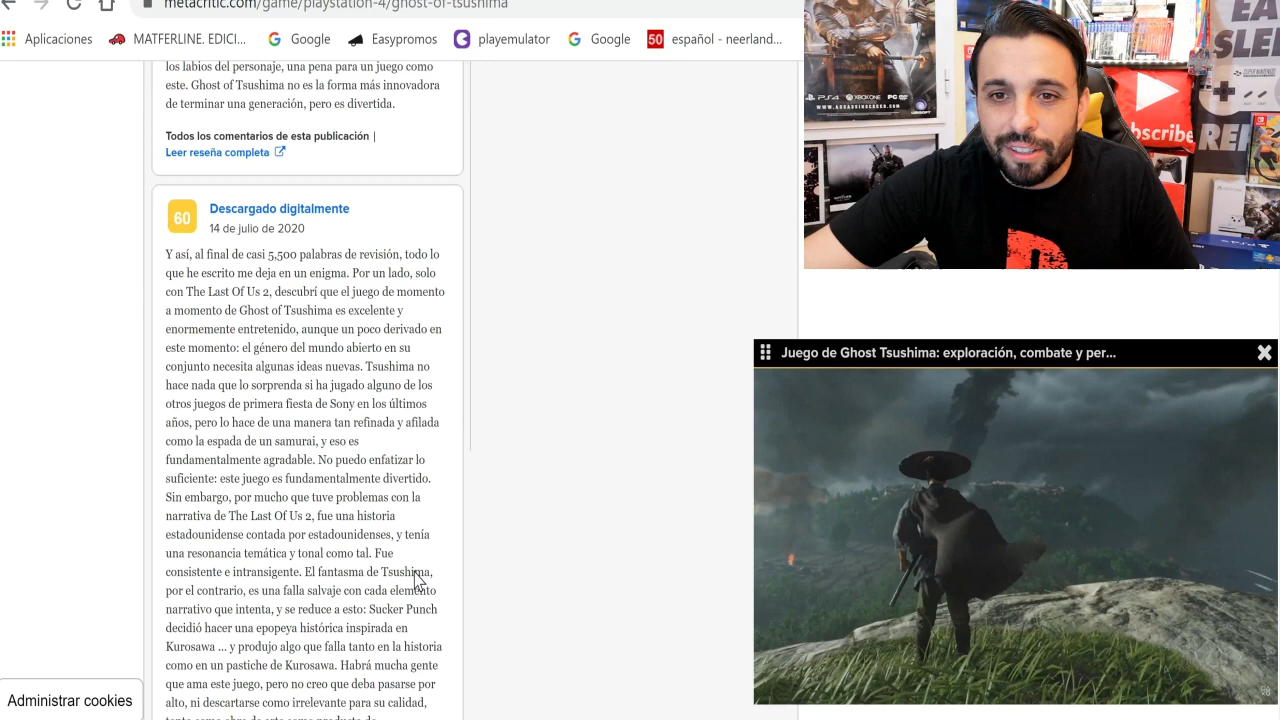 metacritic.com/game/playstation-4/ghost-of-tsushima
Aplicaciones
MATFERLINE. EDICI...
Google
Easypromos
playemulator
Google
50
español - neerland...
los labios del personaje, una pena para un juego como
este. Ghost of Tsushima no es la forma más innovadora
de terminar una generación, pero es divertida.
Todos los comentarios de esta publicación |
Leer reseña completa
60
Descargado digitalmente
14 de julio de 2020
Y así, al final de casi 5,500 palabras de revisión, todo lo
que he escrito me deja en un enigma. Por un lado, solo
con The Last Of Us 2, descubrí que el juego de momento
a momento de Ghost of Tsushima es excelente y
enormemente entretenido, aunque un poco derivado en
este momento: el género del mundo abierto en su
conjunto necesita algunas ideas nuevas. Tsushima no
hace nada que lo sorprenda si ha jugado alguno de los
otros juegos de primera fiesta de Sony en los últimos
años, pero lo hace de una manera tan refinada y afilada
como la espada de un samurai, y eso es
fundamentalmente agradable. No puedo enfatizar lo
suficiente: este juego es fundamentalmente divertido.
Sin embargo, por mucho que tuve problemas con la
narrativa de The Last Of Us 2, fue una historia
estadounidense contada por estadounidenses, y tenía
una resonancia temática y tonal como tal. Fue
consistente e intransigente. El fantasma de Tsushima,
por el contrario, es una falla salvaje con cada elemento
narrativo que intenta, y se reduce a esto: Sucker Punch
decidió hacer una epopeya histórica inspirada en
Kurosawa ... y produjo algo que falla tanto en la historia
como en un pastiche de Kurosawa. Habrá mucha gente
que ama este juego, pero no creo que deba pasarse por
alto, ni descartarse como irrelevante para su calidad,
Administrar cookies
PS4
XBOX ONE
PC DVD
WWW.ASSASSINSCREED.COM
UBISOFT
EA
SLEE
SUPER NINTENDO
REP
Juego de Ghost Tsushima: exploración, combate y per...